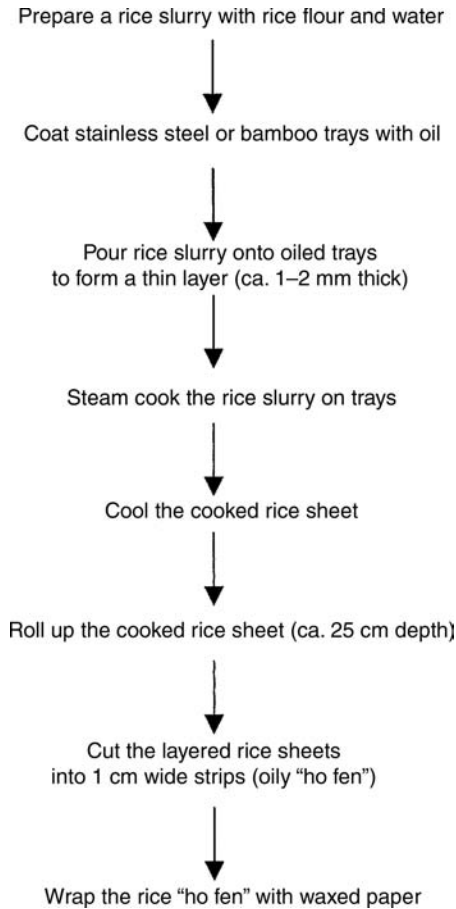 Prepare a rice slurry with rice flour and water
Coat stainless steel or bamboo trays with oil
Pour rice slurry onto oiled trays
to form a thin layer (ca. 1–2 mm thick)
Steam cook the rice slurry on trays
Cool the cooked rice sheet
Roll up the cooked rice sheet (ca. 25 cm depth)
Cut the layered rice sheets
into 1 cm wide strips (oily “ho fen”)
Wrap the rice “ho fen” with waxed paper